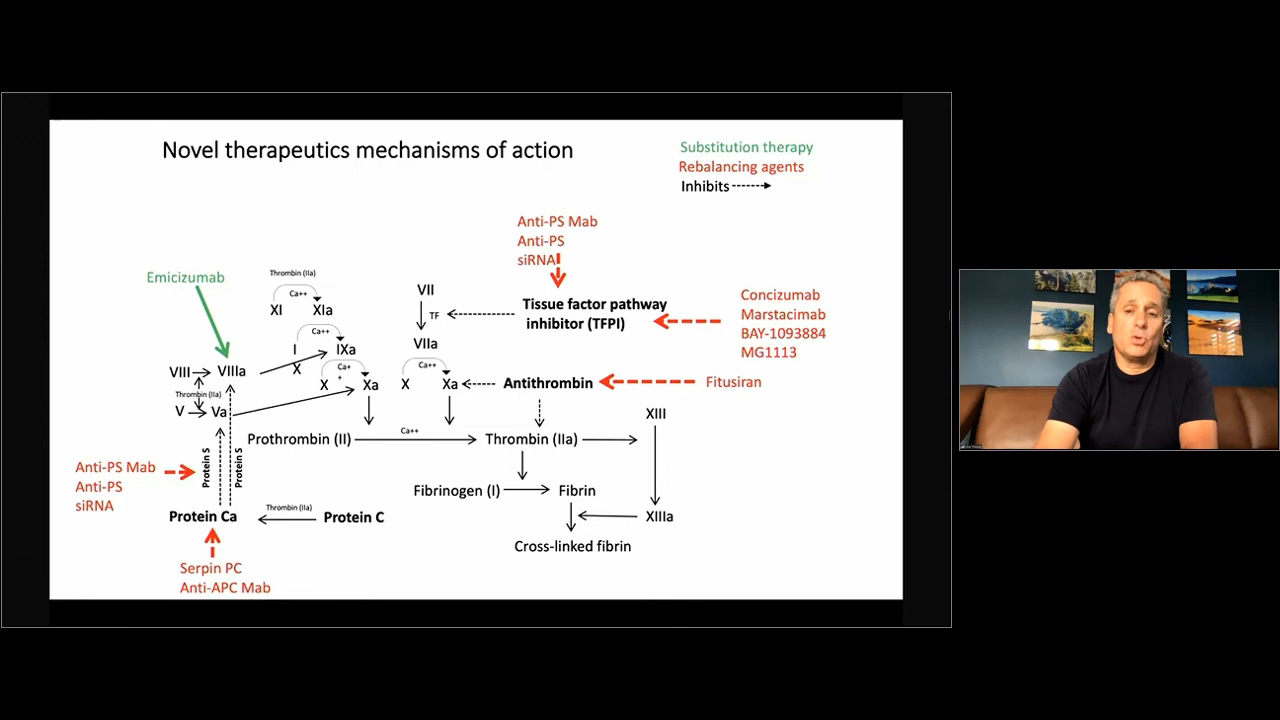 Novel therapeutics mechanisms of action
Substitution therapy
Rebalancing agents
Inhibits
Anti-PS Mab
Anti-PS
siRNA
Emicizumab
Thrombin (IIa)
Ca++
XI
XIa
VII
TF
VIIa
Tissue factor pathway
inhibitor (TFPI)
Concizumab
Marstacimab
BAY-1093884
MG1113
Ca++
I
X
IXa
VIII
VIIIa
Ca+
+
X
Xa
Ca++
X
Xa
Antithrombin
Fitusiran
Thrombin (IIa)
V
Va
XIII
Prothrombin (II)
Ca++
Thrombin (IIa)
Protein S
Protein S
Anti-PS Mab
Anti-PS
siRNA
Fibrinogen (I)
Fibrin
Protein Ca
Thrombin (IIa)
Protein C
XIIIa
Cross-linked fibrin
Serpin PC
Anti-APC Mab